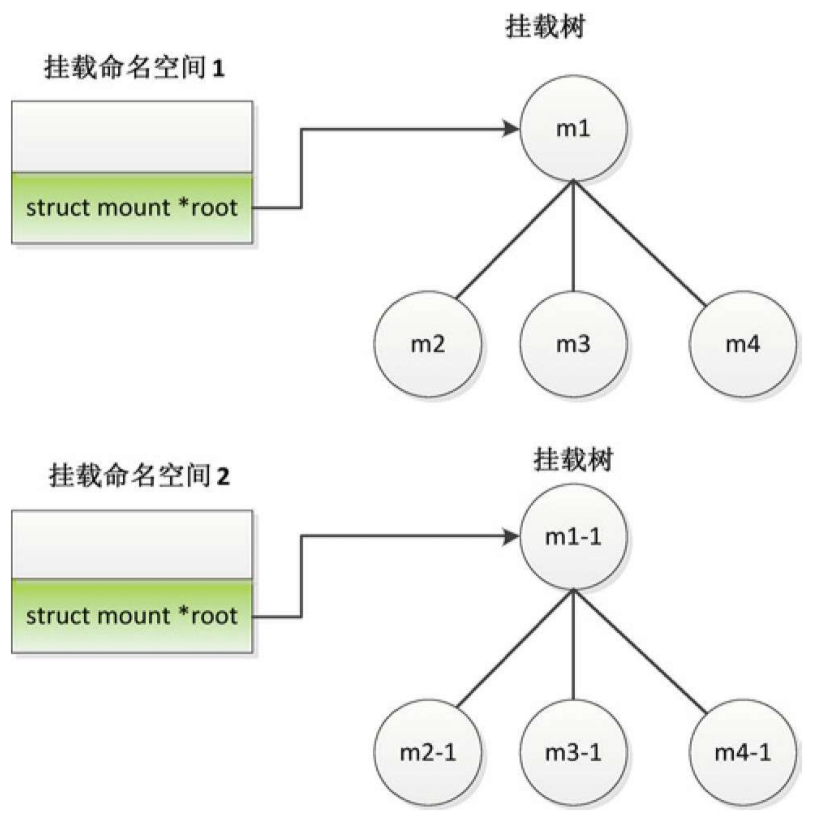 挂载树
挂载命名空间 1
m1
struct mount *root
m2
m3
m4
挂载树
挂载命名空间 2
m1-1
struct mount *root
m2-1
m3-1
m4-1